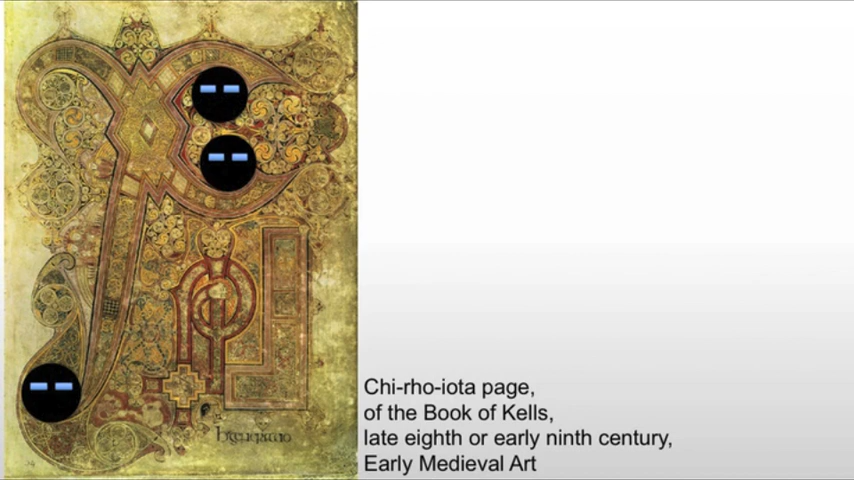 Chi-rho-iota page,
of the Book of Kells,
late eighth or early ninth century,
Early Medieval Art